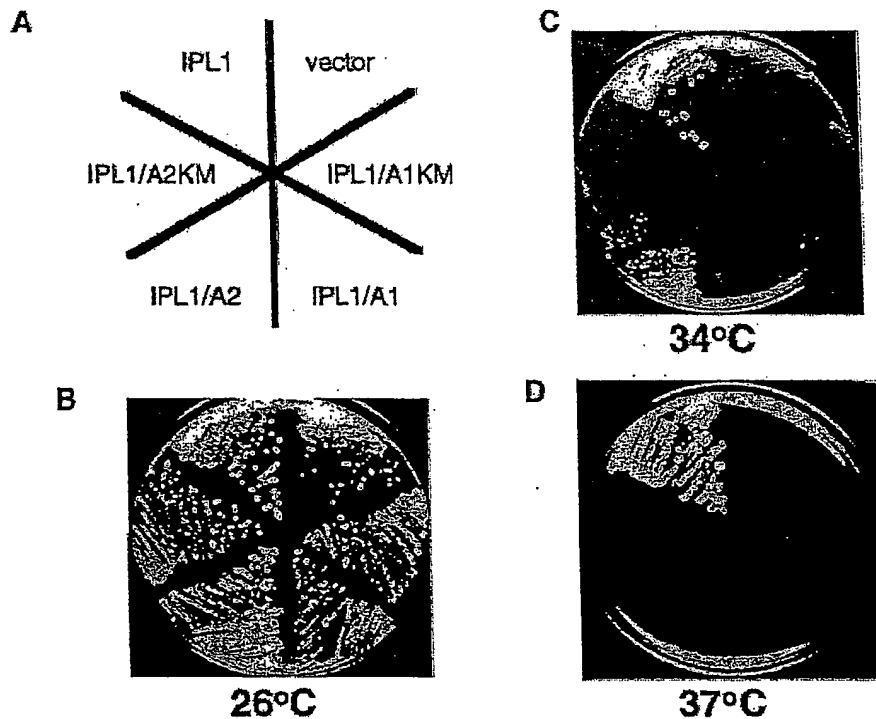 A
IPL1 vector
IPL1/A2KM IPL1/A1KM
IPL1/A2 IPL1/A1
B
26°C
C
34°C
D
37°C